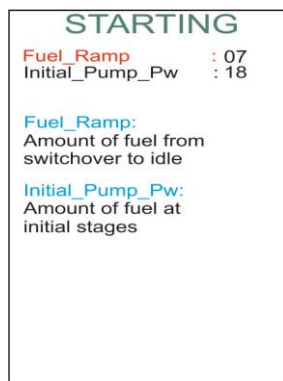 STARTING
Fuel_Ramp : 07
Initial_Pump_Pw : 18
Fuel_Ramp:
Amount of fuel from
switchover to idle
Initial_Pump_Pw:
Amount of fuel at
initial stages